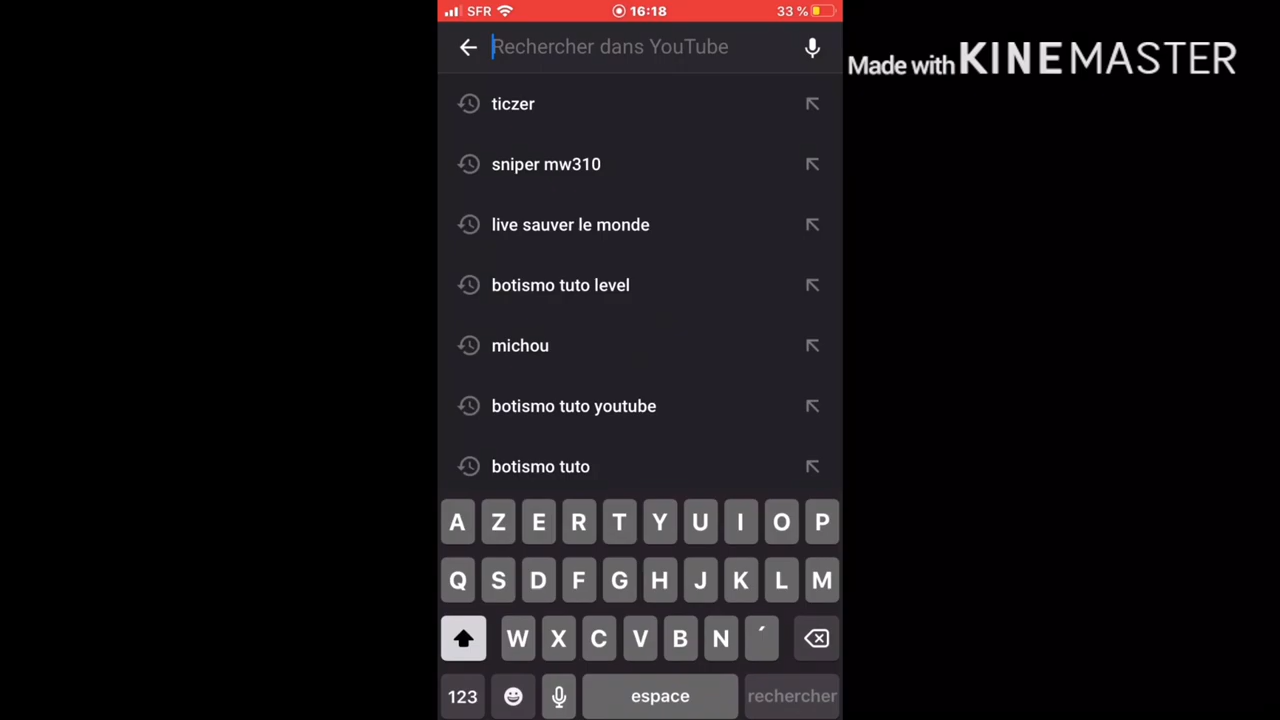 SFR 16:18 33 %
Rechercher dans YouTube
Made with KINEMASTER
ticzer
sniper mw310
live sauver le monde
botismo tuto level
michou
botismo tuto youtube
botismo tuto
A Z E R T Y U I O P
Q S D F G H J K L M
W X C V B N ´
123 espace rechercher